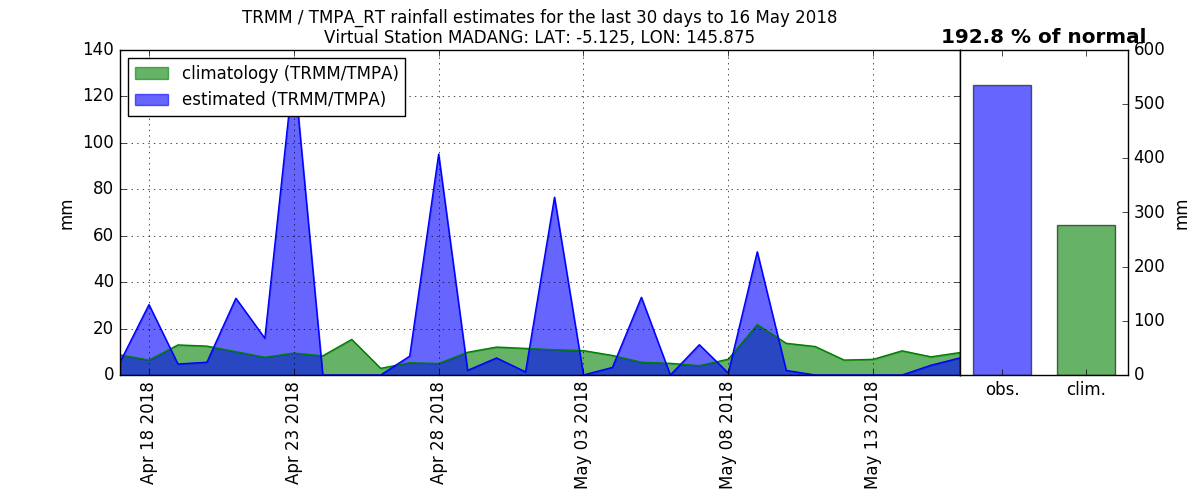 TRMM / TMPA_RT rainfall estimates for the last 30 days to 16 May 2018
Virtual Station MADANG: LAT: -5.125, LON: 145.875
192.8 % of normal
climatology (TRMM/TMPA)
estimated (TRMM/TMPA)
140
120
100
80
60
40
20
0
mm
Apr 18 2018
Apr 23 2018
Apr 28 2018
May 03 2018
May 08 2018
May 13 2018
600
500
400
300
200
100
0
mm
obs.
clim.